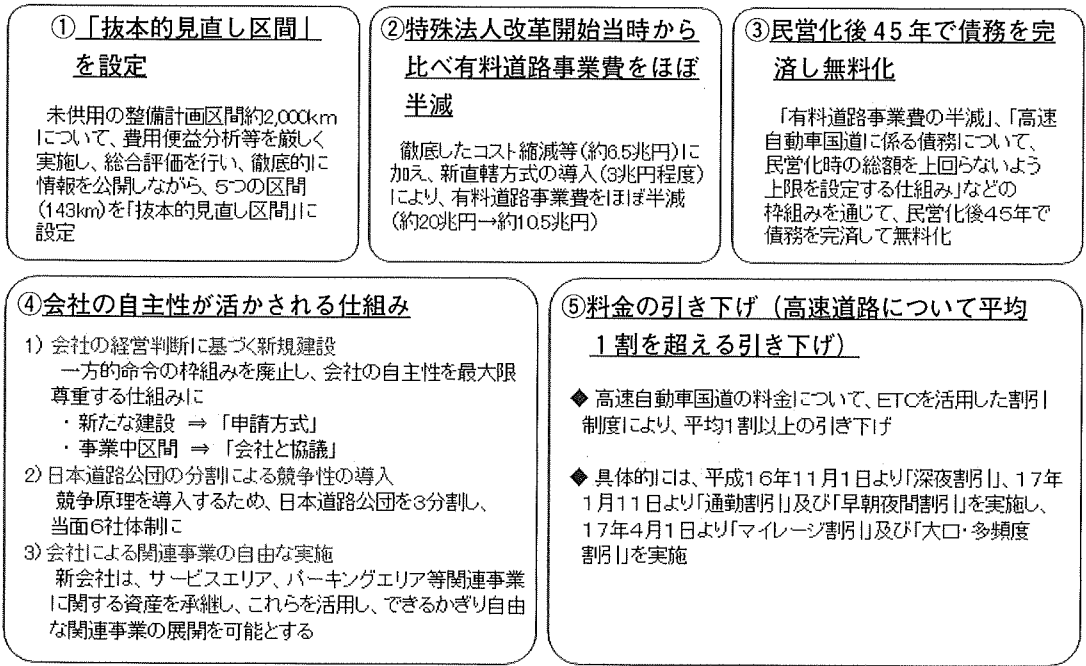 ①「抜本的見直し区間」
を設定
未供用の整備計画区間約2,000km
について、費用便益分析等を厳しく
実施し、総合評価を行い、徹底的に
情報を公開しながら、5つの区間
(143km)を「抜本的見直し区間」に
設定
②特殊法人改革開始当時から
比べ有料道路事業費をほぼ
半減
徹底したコスト縮減等(約6.5兆円)に
加え、新直轄方式の導入(3兆円程度)
により、有料道路事業費をほぼ半減
(約20兆円→約10.5兆円)
③民営化後45年で債務を完
済し無料化
「有料道路事業費の半減」、「高速
自動車国道に係る債務について、
民営化時の総額を上回らないよう
上限を設定する仕組み」などの
枠組みを通じて、民営化後45年で
債務を完済して無料化
④会社の自主性が活かされる仕組み
1) 会社の経営判断に基づく新規建設
一方的命令の枠組みを廃止し、会社の自主性を最大限
尊重する仕組みに
・新たな建設 ⇒ 「申請方式」
・事業中区間 ⇒ 「会社と協議」
2) 日本道路公団の分割による競争性の導入
競争原理を導入するため、日本道路公団を3分割し、
当面6社体制に
3) 会社による関連事業の自由な実施
新会社は、サービスエリア、パーキングエリア等関連事業
に関する資産を承継し、これらを活用し、できるかぎり自由
な関連事業の展開を可能とする
⑤料金の引き下げ(高速道路について平均
1割を超える引き下げ)
◆ 高速自動車国道の料金について、ETCを活用した割引
制度により、平均1割以上の引き下げ
◆ 具体的には、平成16年11月1日より「深夜割引」、17年
1月11日より「通勤割引」及び「早朝夜間割引」を実施し、
17年4月1日より「マイレージ割引」及び「大口・多頻度
割引」を実施